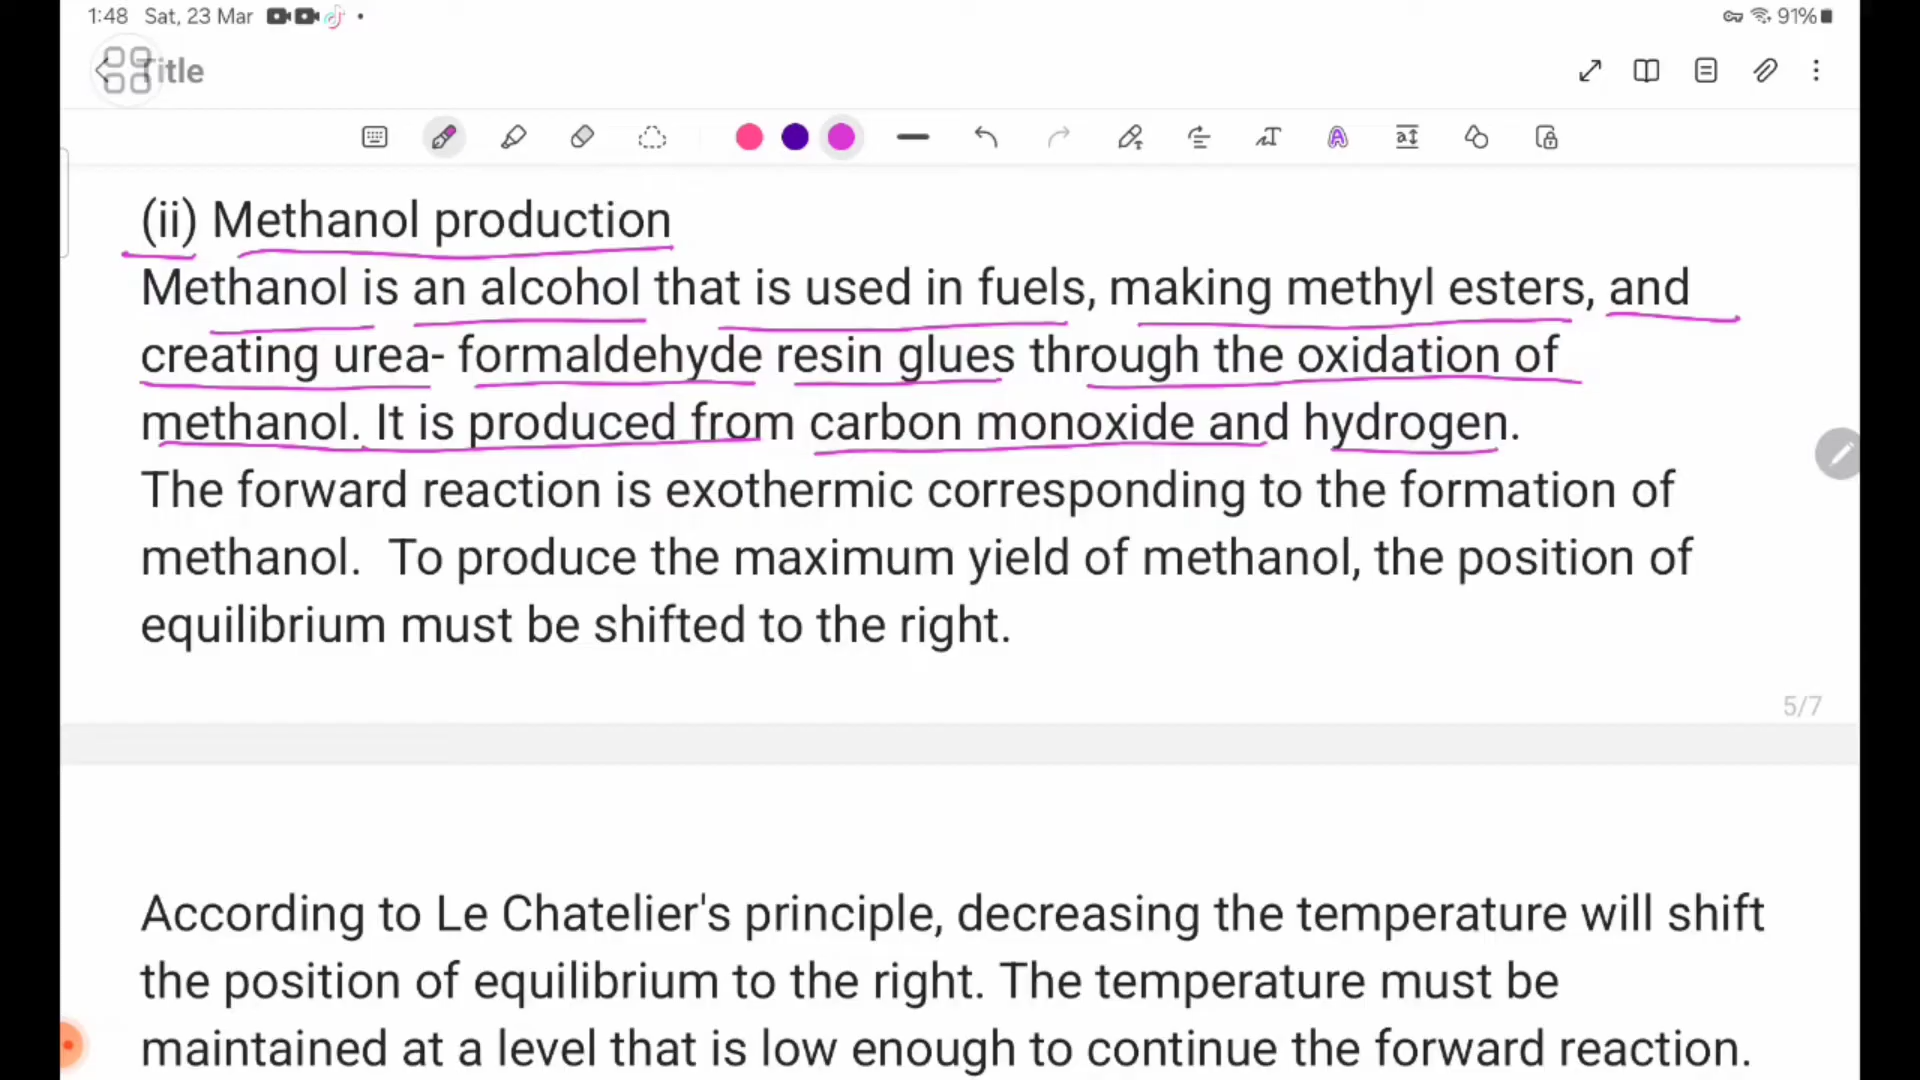 1:48 Sat, 23 Mar
91%
itle
(ii) Methanol production
Methanol is an alcohol that is used in fuels, making methyl esters, and
creating urea- formaldehyde resin glues through the oxidation of
methanol. It is produced from carbon monoxide and hydrogen.
The forward reaction is exothermic corresponding to the formation of
methanol.  To produce the maximum yield of methanol, the position of
equilibrium must be shifted to the right.
5/7
According to Le Chatelier's principle, decreasing the temperature will shift
the position of equilibrium to the right. The temperature must be
maintained at a level that is low enough to continue the forward reaction.